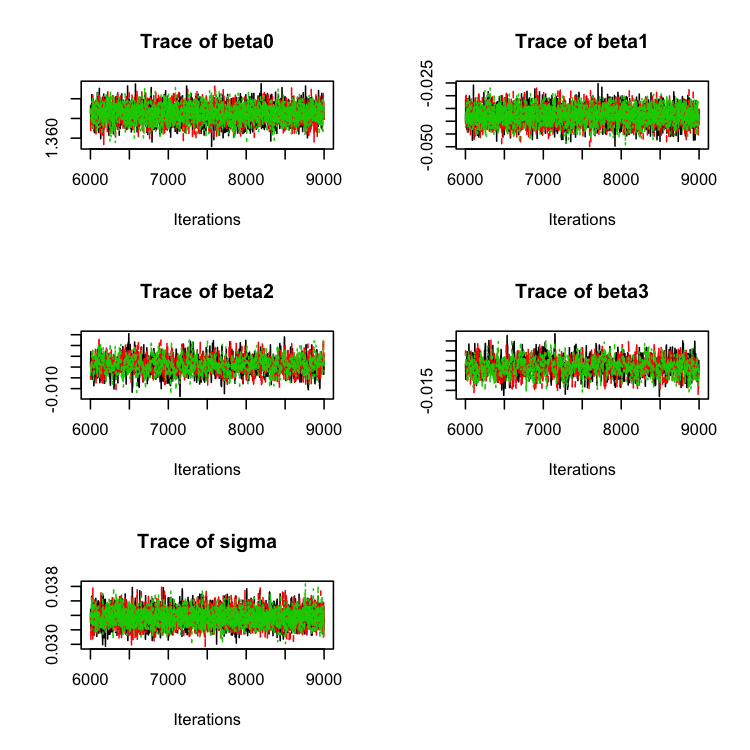 Trace of beta0
1.360
6000 7000 8000 9000
Iterations
Trace of beta1
-0.050 -0.025
6000 7000 8000 9000
Iterations
Trace of beta2
-0.010
6000 7000 8000 9000
Iterations
Trace of beta3
-0.015
6000 7000 8000 9000
Iterations
Trace of sigma
0.030 0.038
6000 7000 8000 9000
Iterations